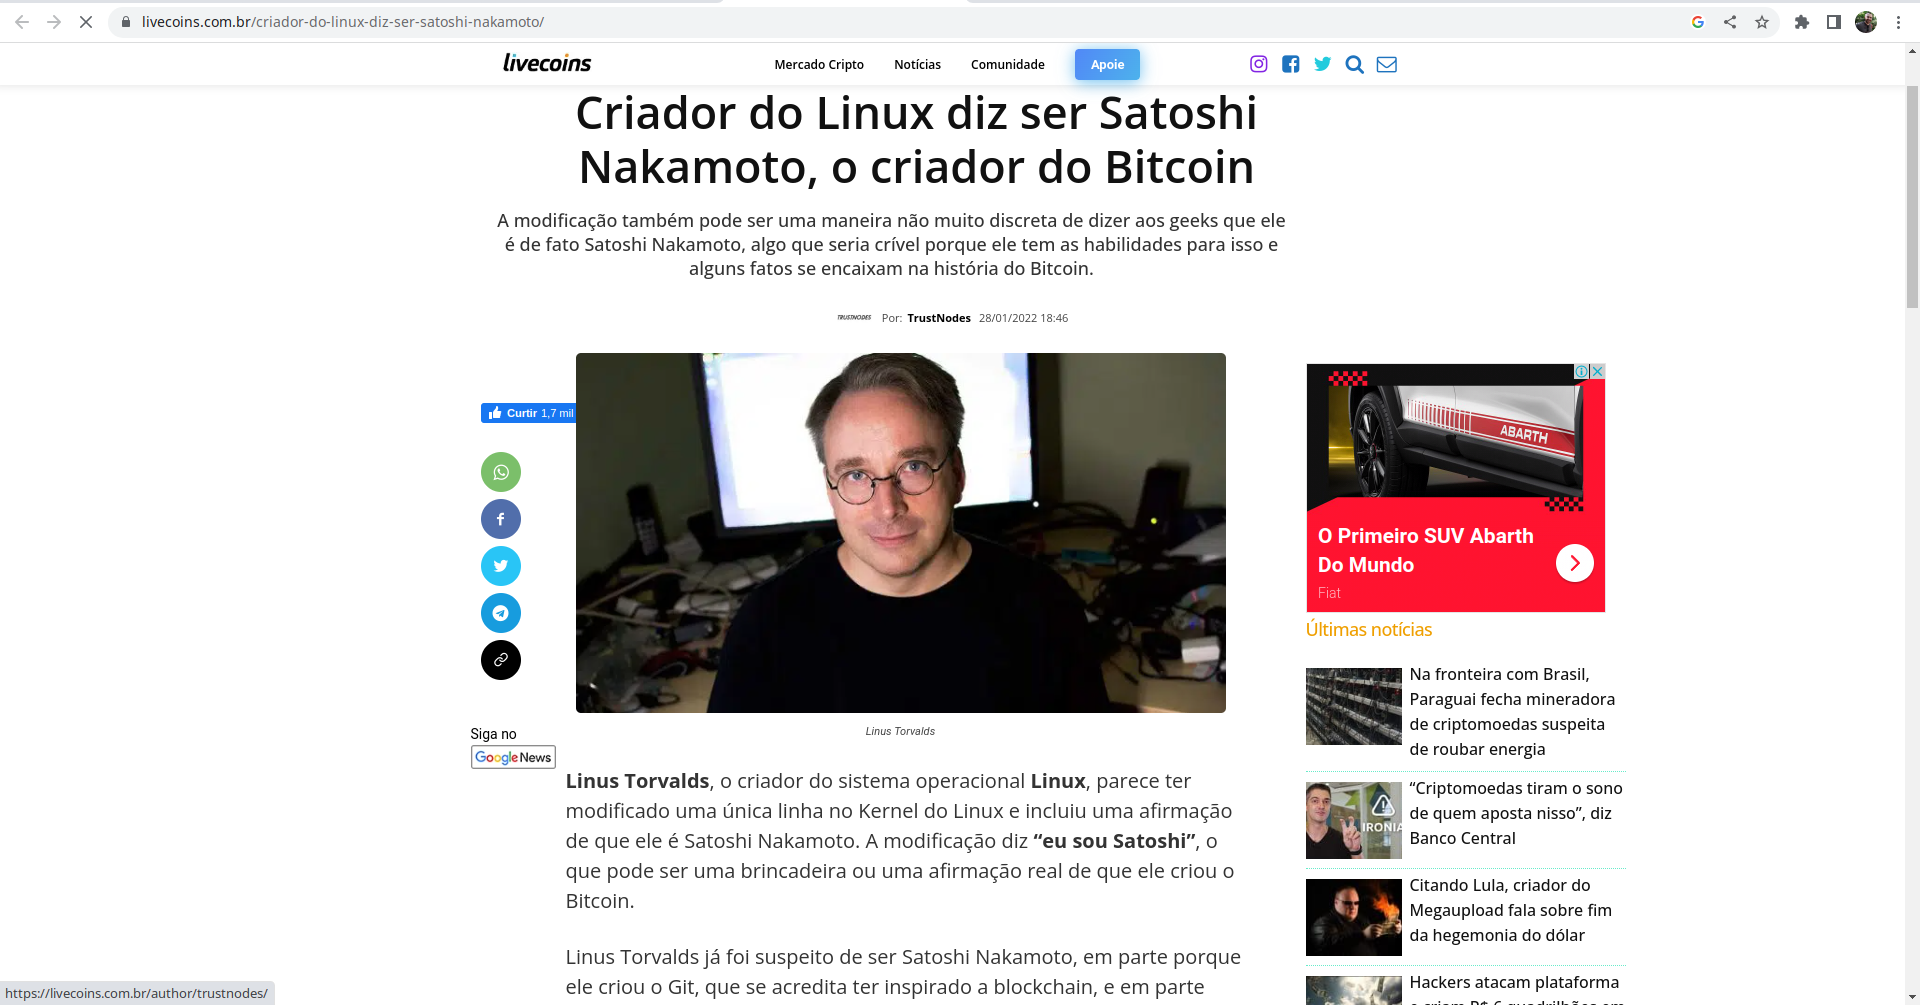 livecoins.com.br/criador-do-linux-diz-ser-satoshi-nakamoto/
livecoins
Mercado Cripto
Notícias
Comunidade
Apoie
Criador do Linux diz ser Satoshi
Nakamoto, o criador do Bitcoin
A modificação também pode ser uma maneira não muito discreta de dizer aos geeks que ele
é de fato Satoshi Nakamoto, algo que seria crível porque ele tem as habilidades para isso e
alguns fatos se encaixam na história do Bitcoin.
TRUSTNODES Por: TrustNodes 28/01/2022 18:46
Curtir 1,7 mil
Siga no
Google News
Linus Torvalds
Linus Torvalds, o criador do sistema operacional Linux, parece ter
modificado uma única linha no Kernel do Linux e incluiu uma afirmação
de que ele é Satoshi Nakamoto. A modificação diz “eu sou Satoshi”, o
que pode ser uma brincadeira ou uma afirmação real de que ele criou o
Bitcoin.
Linus Torvalds já foi suspeito de ser Satoshi Nakamoto, em parte porque
ele criou o Git, que se acredita ter inspirado a blockchain, e em parte
ABARTH
O Primeiro SUV Abarth
Do Mundo
Fiat
Últimas notícias
Na fronteira com Brasil,
Paraguai fecha mineradora
de criptomoedas suspeita
de roubar energia
IRONIA
“Criptomoedas tiram o sono
de quem aposta nisso”, diz
Banco Central
Citando Lula, criador do
Megaupload fala sobre fim
da hegemonia do dólar
Hackers atacam plataforma
e criam R$ 6 quadrilhões em
https://livecoins.com.br/author/trustnodes/